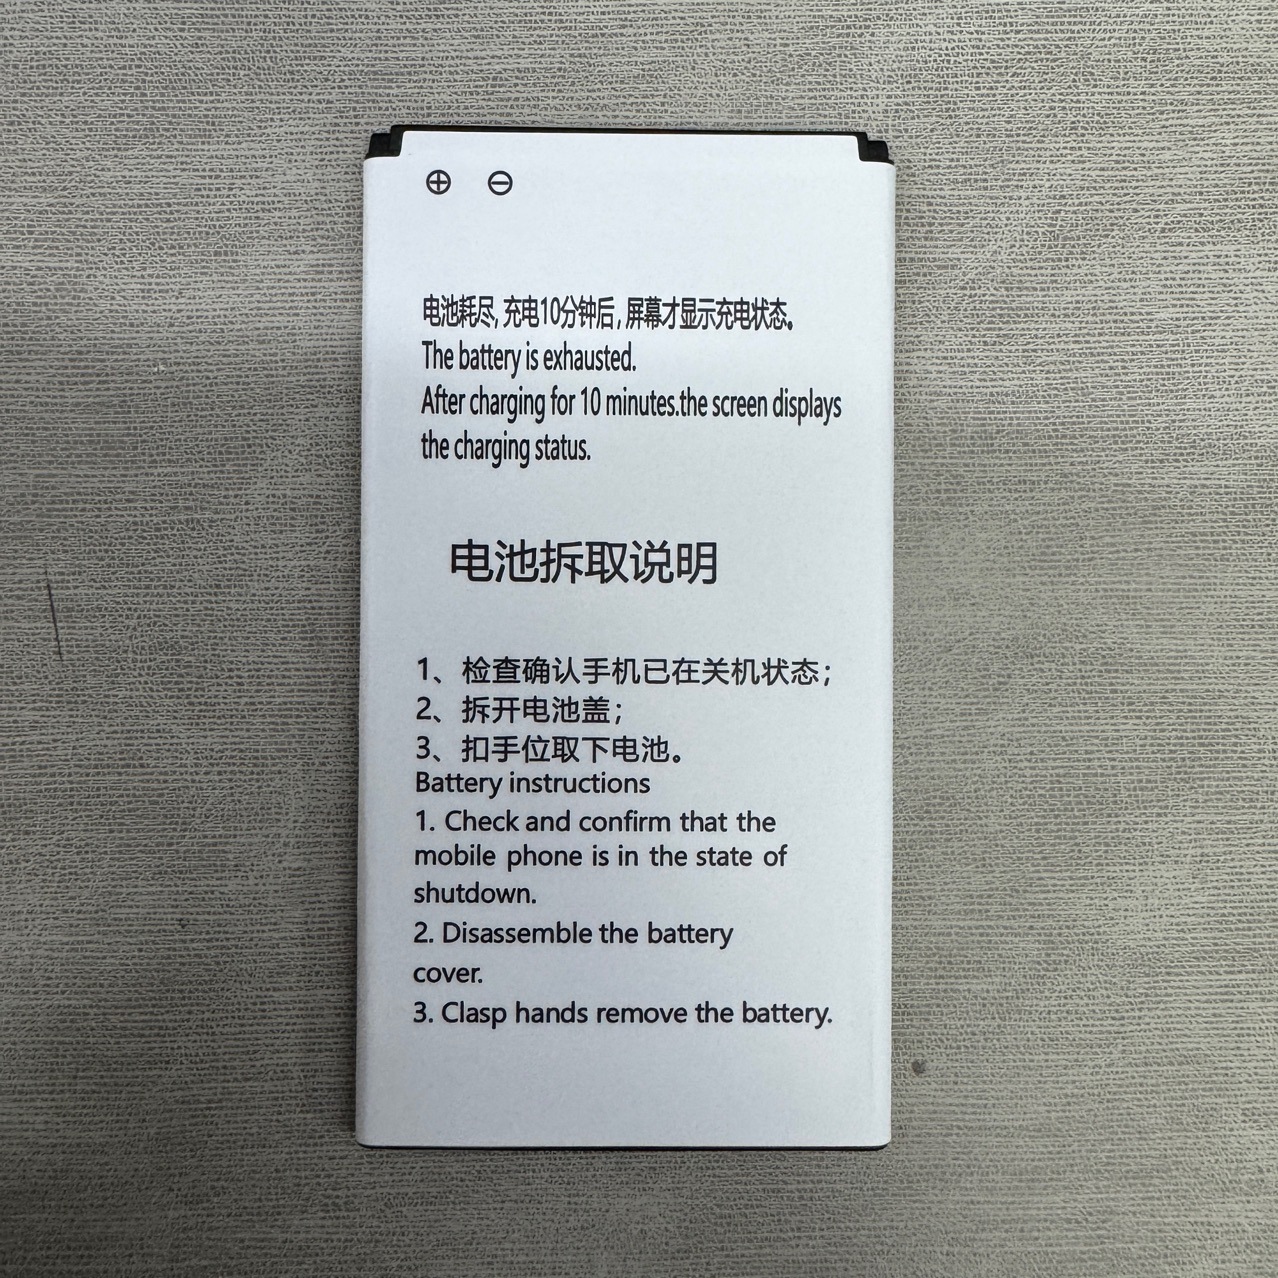 ⊕ ⊖
电池耗尽, 充电10分钟后, 屏幕才显示充电状态。
The battery is exhausted.
After charging for 10 minutes.the screen displays
the charging status.
电池拆取说明
1、检查确认手机已在关机状态；
2、拆开电池盖；
3、扣手位取下电池。
Battery instructions
1. Check and confirm that the
mobile phone is in the state of
shutdown.
2. Disassemble the battery
cover.
3. Clasp hands remove the battery.